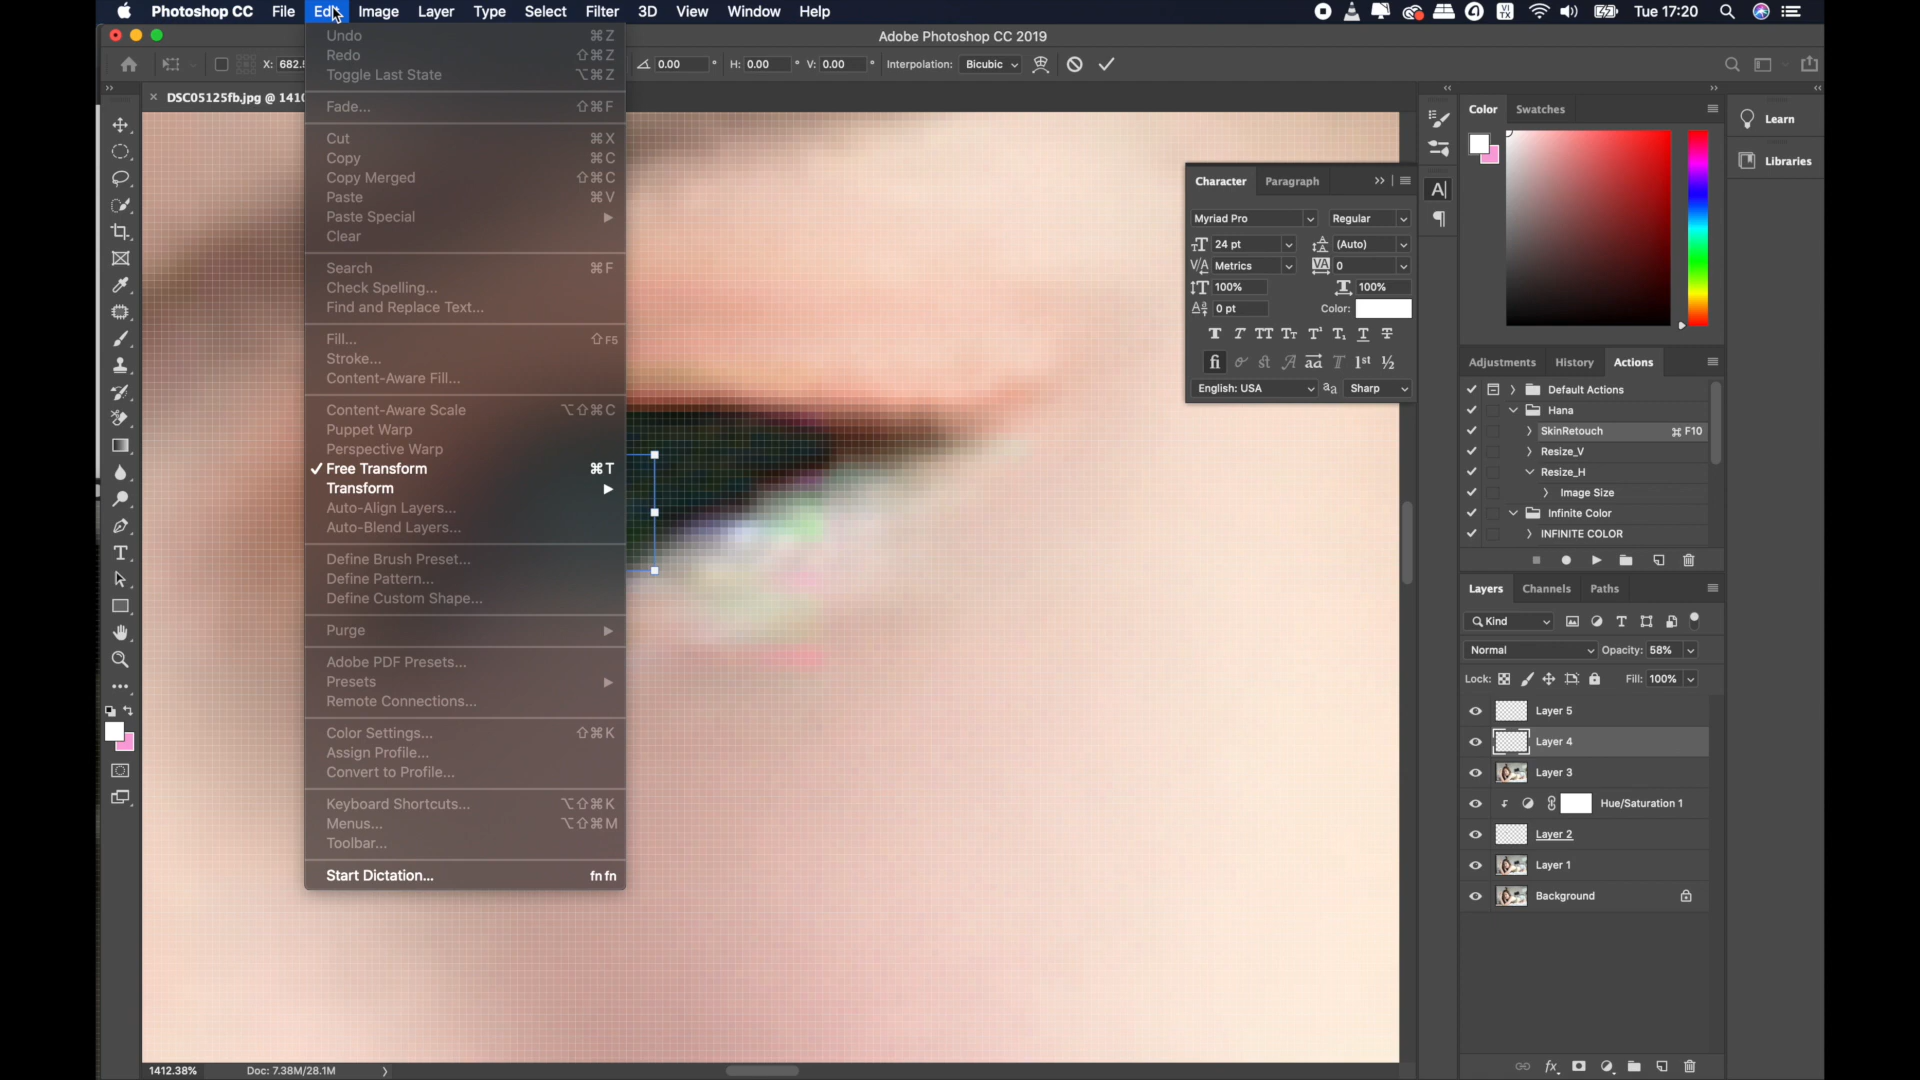 Photoshop CC File Edit Image Layer Type Select Filter 3D View Window Help VI TX Tue 17:20
Adobe Photoshop CC 2019
X: 682. 0.00 ° H: 0.00 ° V: 0.00 ° Interpolation: Bicubic
DSC05125fb.jpg @ 141
Undo ⌘Z
Redo ⇧⌘Z
Toggle Last State ⌥⌘Z
Fade... ⇧⌘F
Cut ⌘X
Copy ⌘C
Copy Merged ⇧⌘C
Paste ⌘V
Paste Special
Clear
Search ⌘F
Check Spelling...
Find and Replace Text...
Fill... ⇧F5
Stroke...
Content-Aware Fill...
Content-Aware Scale ⌥⇧⌘C
Puppet Warp
Perspective Warp
✓ Free Transform ⌘T
Transform
Auto-Align Layers...
Auto-Blend Layers...
Define Brush Preset...
Define Pattern...
Define Custom Shape...
Purge
Adobe PDF Presets...
Presets
Remote Connections...
Color Settings... ⇧⌘K
Assign Profile...
Convert to Profile...
Keyboard Shortcuts... ⌥⇧⌘K
Menus... ⌥⇧⌘M
Toolbar...
Start Dictation... fn fn
Character Paragraph
Myriad Pro Regular
24 pt (Auto)
Metrics 0
100% 100%
0 pt Color:
English: USA aa Sharp
Color Swatches
Learn
Libraries
Adjustments History Actions
Default Actions
Hana
SkinRetouch ⌘ F10
Resize_V
Resize_H
Image Size
Infinite Color
INFINITE COLOR
Layers Channels Paths
Kind
Normal Opacity: 58%
Lock: Fill: 100%
Layer 5
Layer 4
Layer 3
Hue/Saturation 1
Layer 2
Layer 1
Background
1412.38% Doc: 7.38M/28.1M